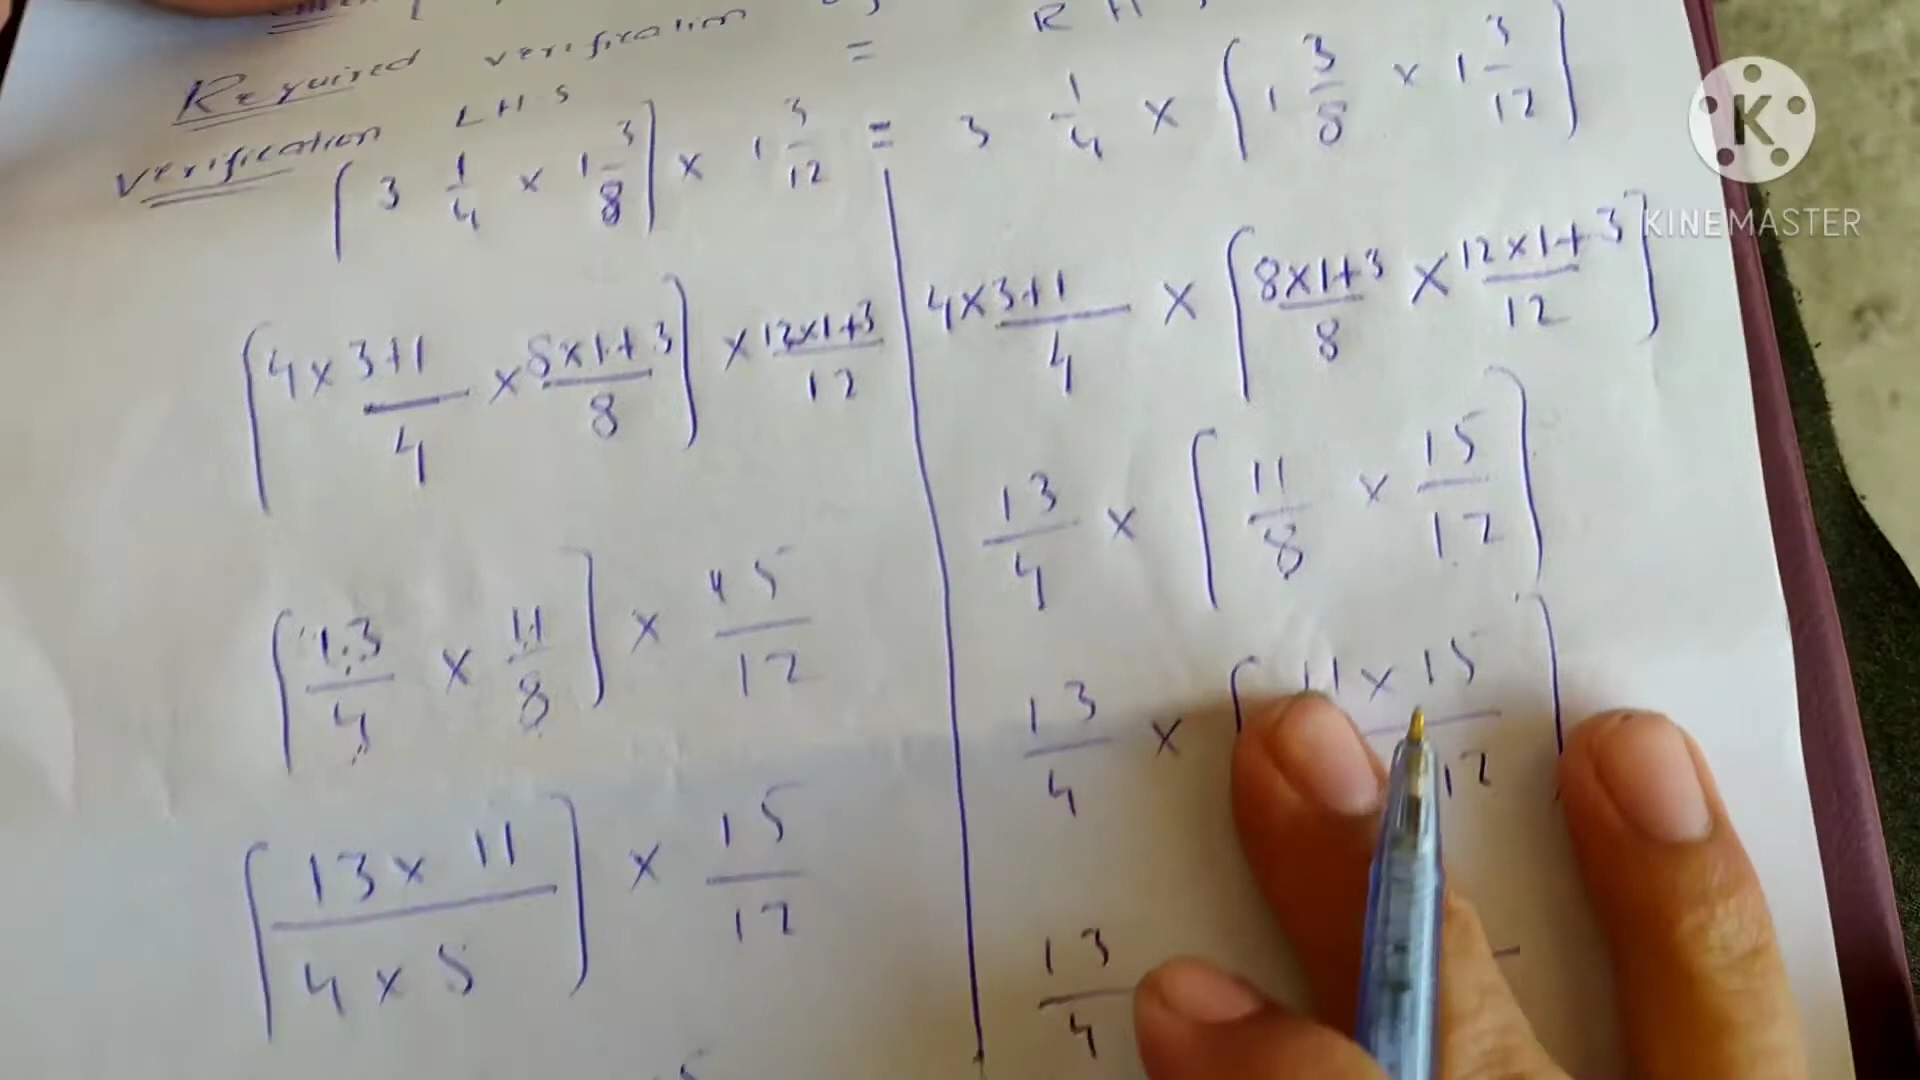 Required verification = R H
verification LHS
[3 1/4 × 1 3/8] × 1 3/12 = 3 1/4 × [1 3/8 × 1 3/12]
[4×3+1/4 × 8×1+3/8] × 12×1+3/12
4×3+1/4 × [8×1+3/8 × 12×1+3/12]
[13/4 × 11/8] × 15/12
13/4 × [11/8 × 15/12]
[13 × 11/4 × 8] × 15/12
13/4 × [11 × 15/12]
13/4
K
KINEMASTER